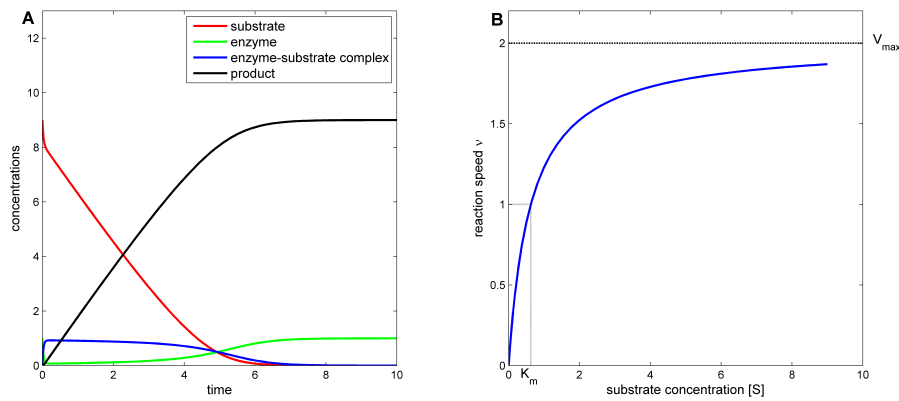 A
12
10
8
6
4
2
0
concentrations
substrate
enzyme
enzyme-substrate complex
product
0
2
4
6
8
10
time
B
2
1.5
1
0.5
0
reaction speed ν
V_max
0
K_m
2
4
6
8
10
substrate concentration [S]